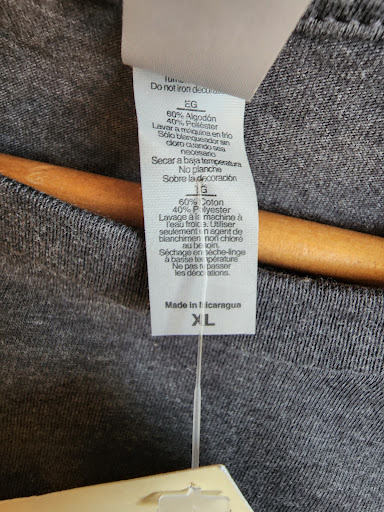 Do not iron decora
EG
60% Algodón
40% Poliéster
Lavar a máquina en frío
Sólo blanqueador sin
cloro cuando sea
necesario
Secar a baja temperatura
No planche
Sobre la decoración
60% Coton
40% Polyester
Lavage à la machine à
l'eau froide. Utiliser
seulement un agent de
blanchiment non chloré
au besoin.
Séchage en sèche-linge
à basse température
Ne pas repasser
les décorations.
Made in Nicaragua
XL